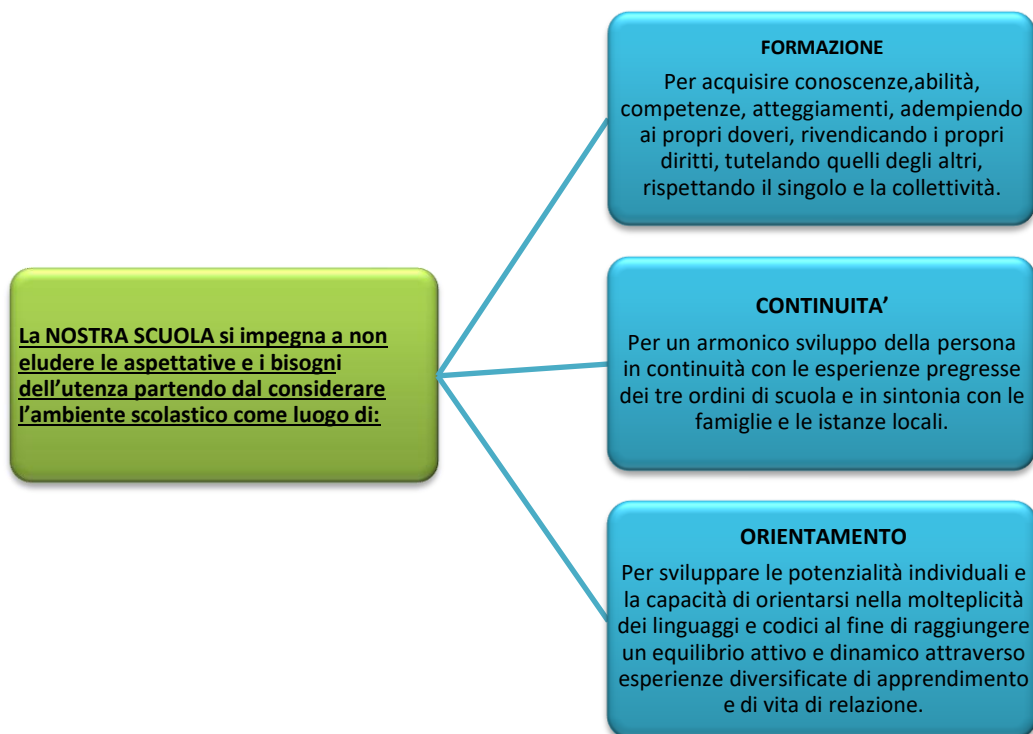 La NOSTRA SCUOLA si impegna a non
eludere le aspettative e i bisogni
dell’utenza partendo dal considerare
l’ambiente scolastico come luogo di:
FORMAZIONE
Per acquisire conoscenze,abilità,
competenze, atteggiamenti, adempiendo
ai propri doveri, rivendicando i propri
diritti, tutelando quelli degli altri,
rispettando il singolo e la collettività.
CONTINUITA’
Per un armonico sviluppo della persona
in continuità con le esperienze pregresse
dei tre ordini di scuola e in sintonia con le
famiglie e le istanze locali.
ORIENTAMENTO
Per sviluppare le potenzialità individuali e
la capacità di orientarsi nella molteplicità
dei linguaggi e codici al fine di raggiungere
un equilibrio attivo e dinamico attraverso
esperienze diversificate di apprendimento
e di vita di relazione.